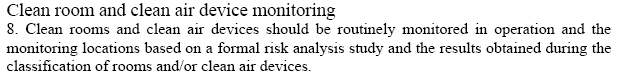 Clean room and clean air device monitoring
8. Clean rooms and clean air devices should be routinely monitored in operation and the
monitoring locations based on a formal risk analysis study and the results obtained during the
classification of rooms and/or clean air devices.